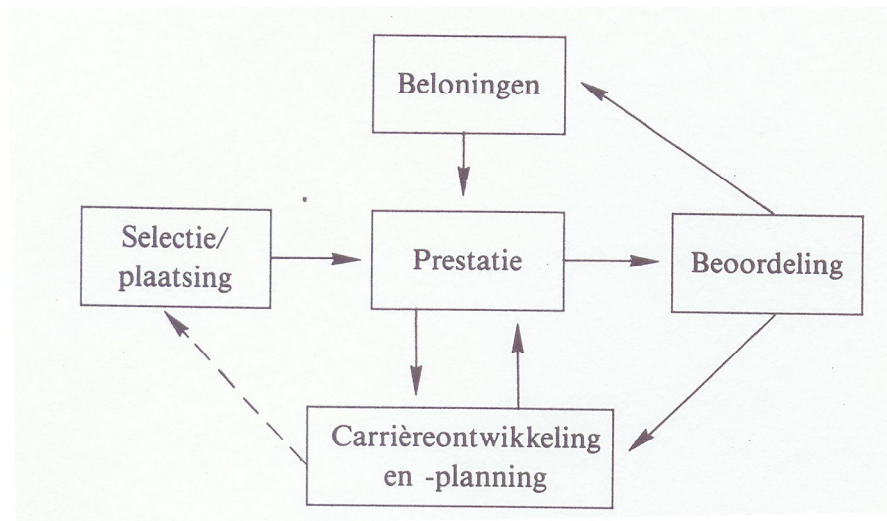 Beloningen
Selectie/
plaatsing
Prestatie
Beoordeling
Carrièreontwikkeling
en -planning